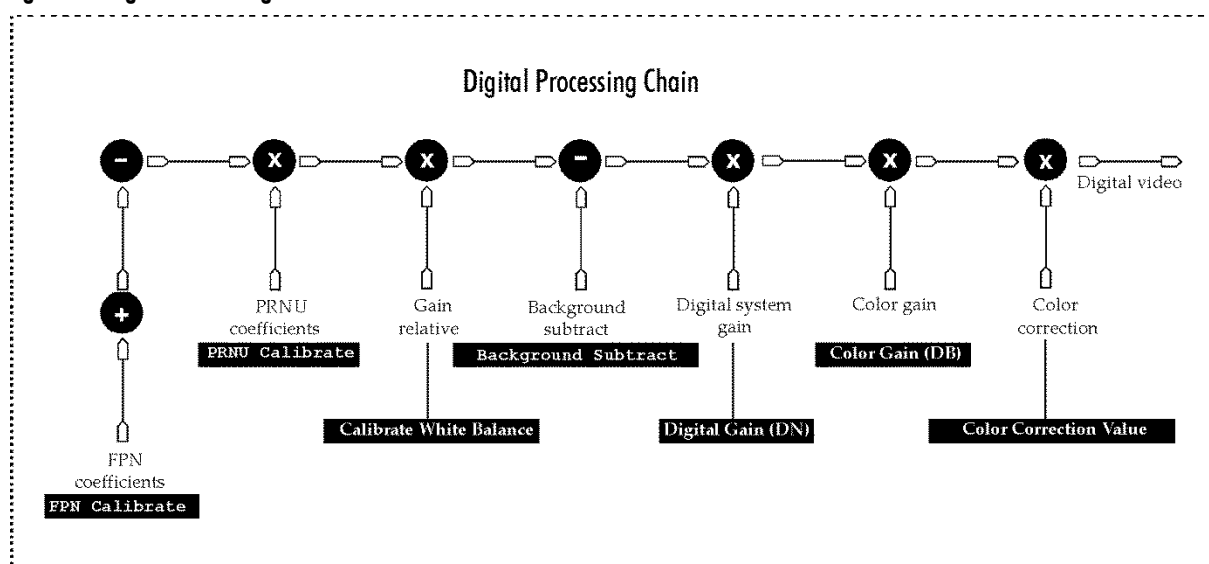 Digital Processing Chain
-
x
x
-
x
x
x
Digital video
+
PRNU
coefficients
PRNU Calibrate
Gain
relative
Background
subtract
Background Subtract
Digital system
gain
Color gain
Color Gain (DB)
Color
correction
Calibrate White Balance
Digital Gain (DN)
Color Correction Value
FPN
coefficients
FPN Calibrate